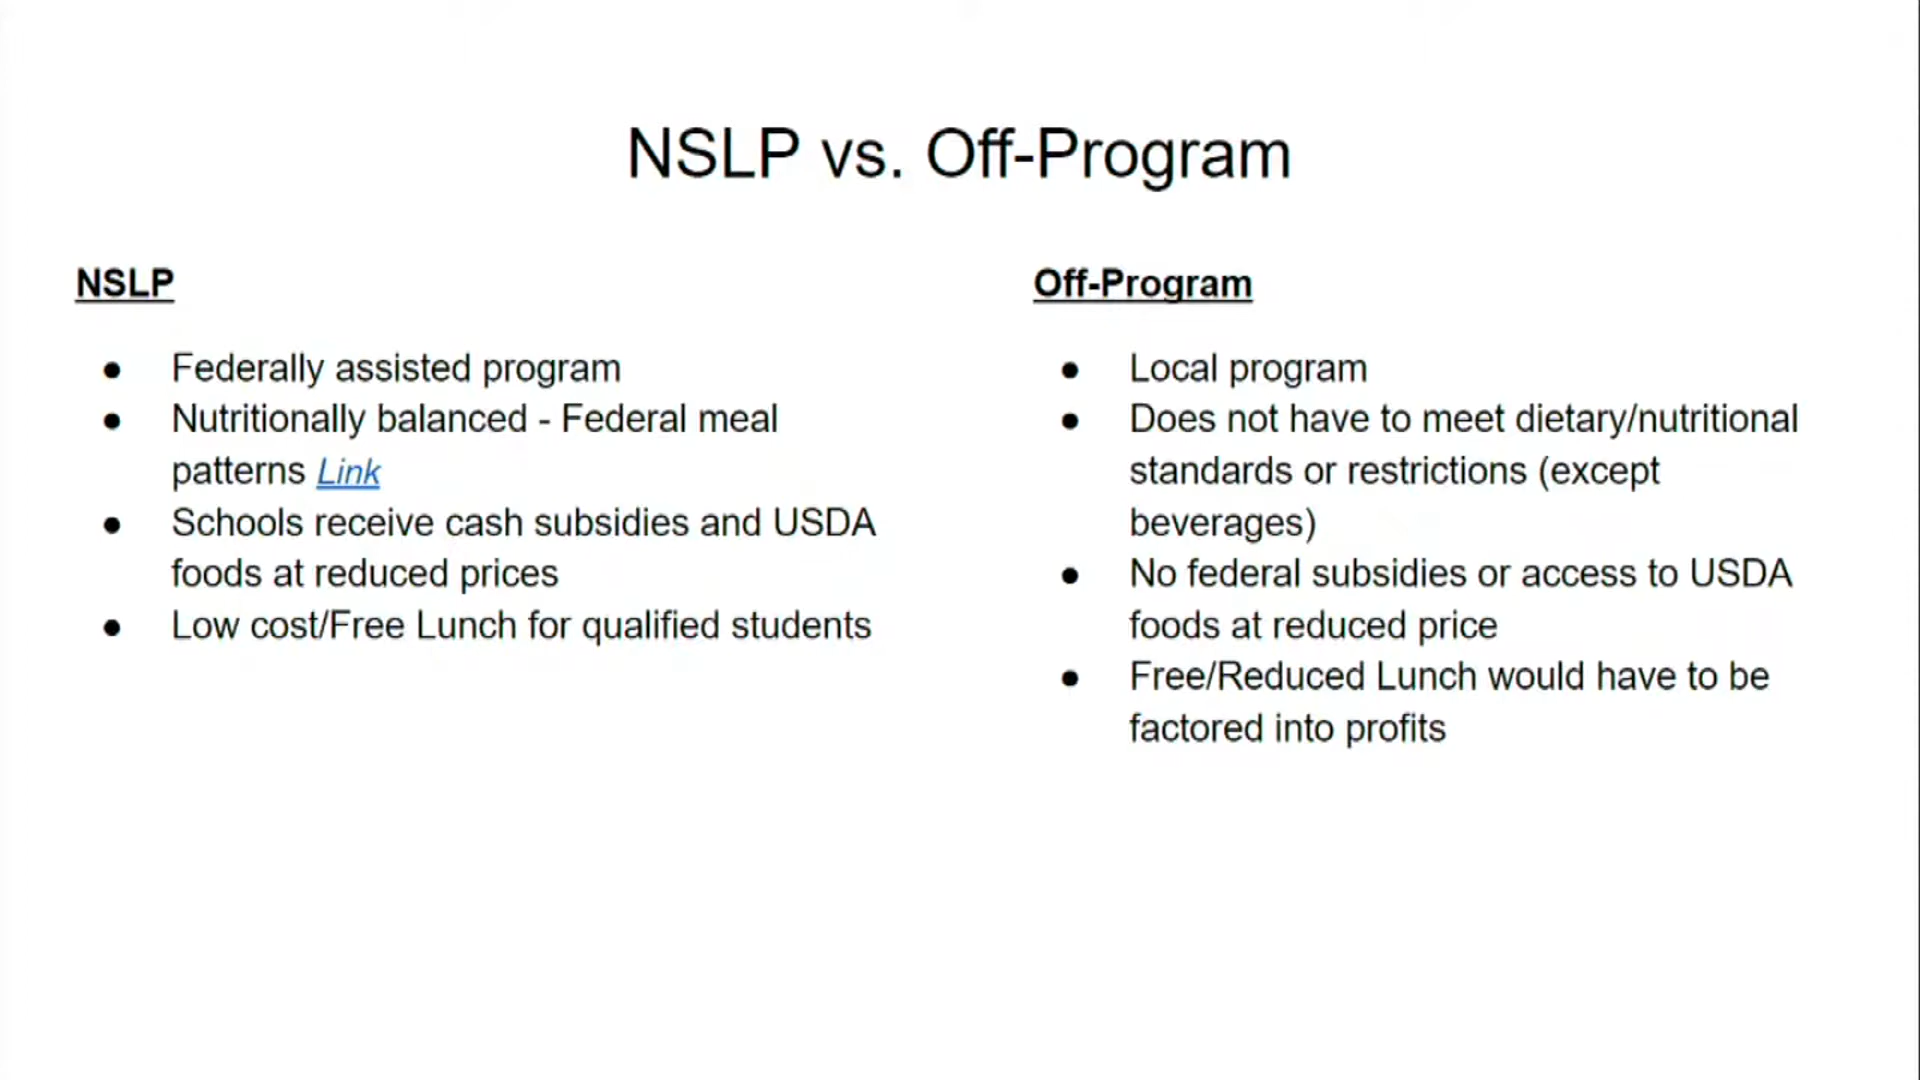 NSLP vs. Off-Program
NSLP
● Federally assisted program
● Nutritionally balanced - Federal meal
patterns Link
● Schools receive cash subsidies and USDA
foods at reduced prices
● Low cost/Free Lunch for qualified students
Off-Program
● Local program
● Does not have to meet dietary/nutritional
standards or restrictions (except
beverages)
● No federal subsidies or access to USDA
foods at reduced price
● Free/Reduced Lunch would have to be
factored into profits